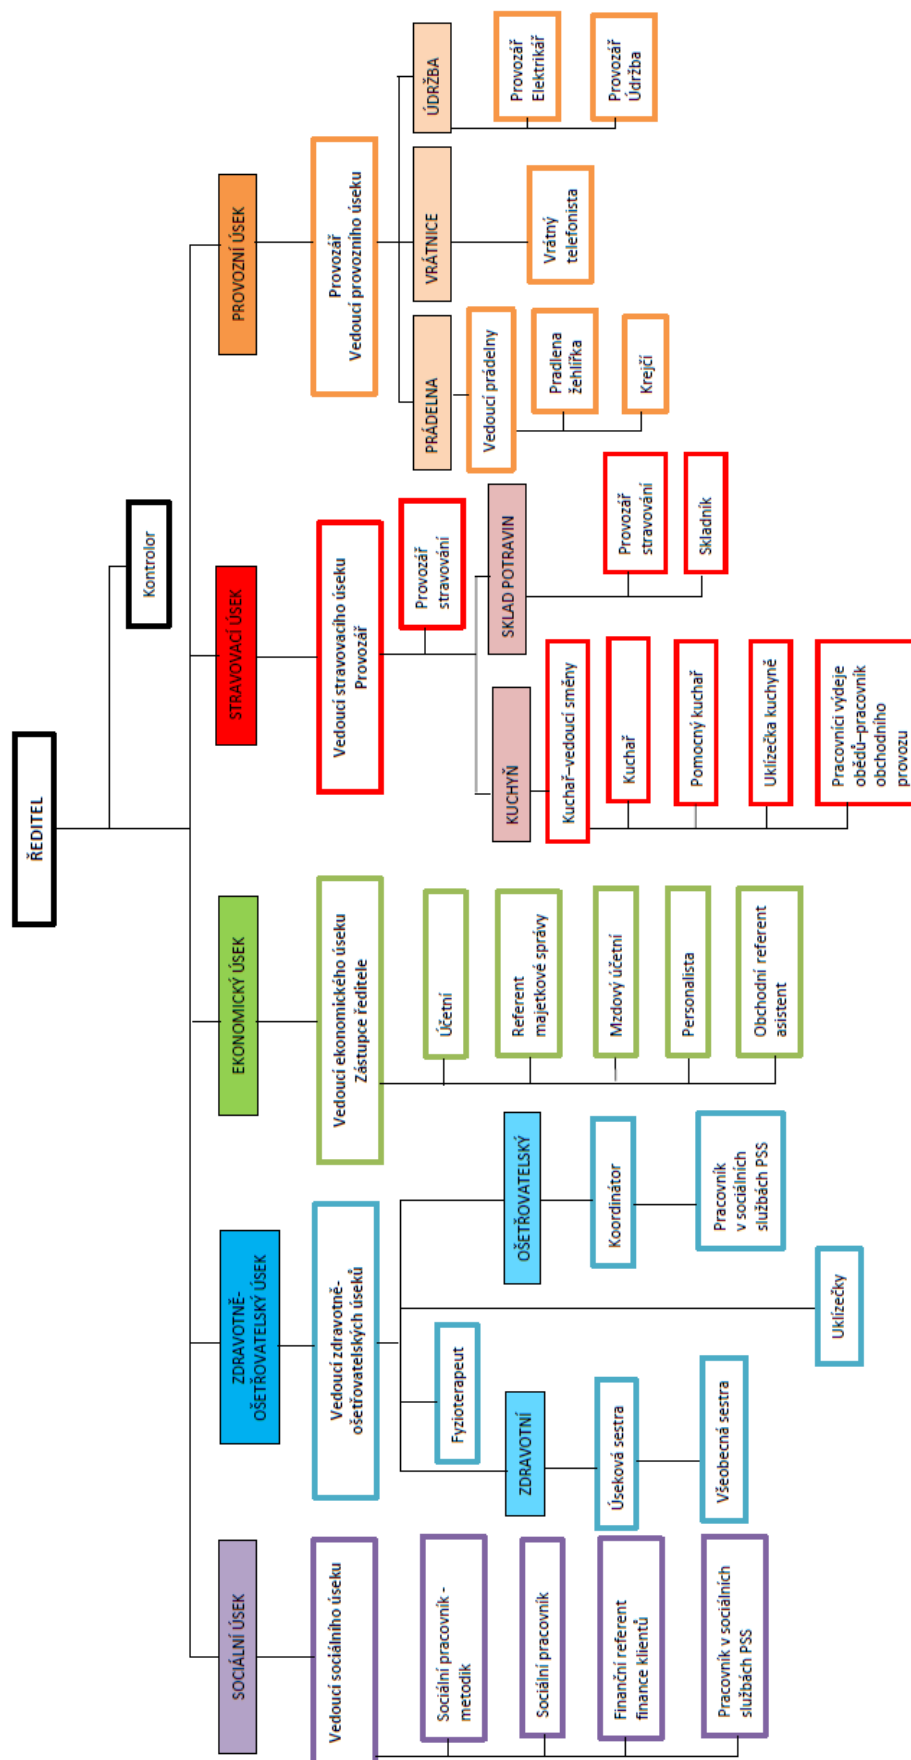 ŘEDITEL
Kontrolor
SOCIÁLNÍ ÚSEK
Vedoucí sociálního úseku
Sociální pracovník -
metodik
Sociální pracovník
Finanční referent
finance klientů
Pracovník v sociálních
službách PSS
ZDRAVOTNĚ-
OŠETŘOVATELSKÝ ÚSEK
Vedoucí zdravotně-
ošetřovatelských úseků
Fyzioterapeut
ZDRAVOTNÍ
Úseková sestra
Všeobecná sestra
OŠETŘOVATELSKÝ
Koordinátor
Pracovník
v sociálních
službách PSS
Uklízečky
EKONOMICKÝ ÚSEK
Vedoucí ekonomického úseku
Zástupce ředitele
Účetní
Referent
majetkové správy
Mzdový účetní
Personalista
Obchodní referent
asistent
STRAVOVACÍ ÚSEK
Vedoucí stravovacího úseku
Provozář
Provozář
stravování
KUCHYŇ
Kuchař–vedoucí směny
Kuchař
Pomocný kuchař
Uklízečka kuchyně
Pracovníci výdeje
obědů–pracovník
obchodního
provozu
SKLAD POTRAVIN
Provozář
stravování
Skladník
PROVOZNÍ ÚSEK
Provozář
Vedoucí provozního úseku
PRÁDELNA
Vedoucí prádelny
Pradlena
žehlířka
Krejčí
VRÁTNICE
Vrátný
telefonista
ÚDRŽBA
Provozář
Elektrikář
Provozář
Údržba